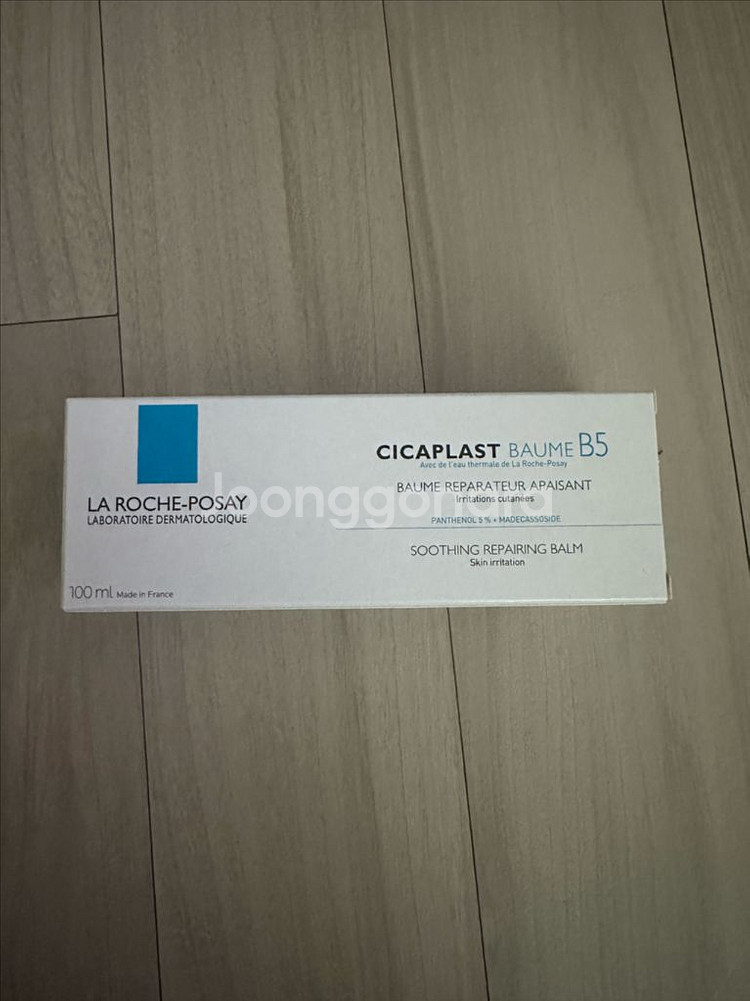 LA ROCHE-POSAY
LABORATOIRE DERMATOLOGIQUE
100 ml Made in France
CICAPLAST BAUME B5
Avec de l'eau thermale de La Roche-Posay
BAUME REPARATEUR APAISANT
Irritations cutanées
PANTHENOL 5 % + MADECASSOSIDE
SOOTHING REPAIRING BALM
Skin irritation